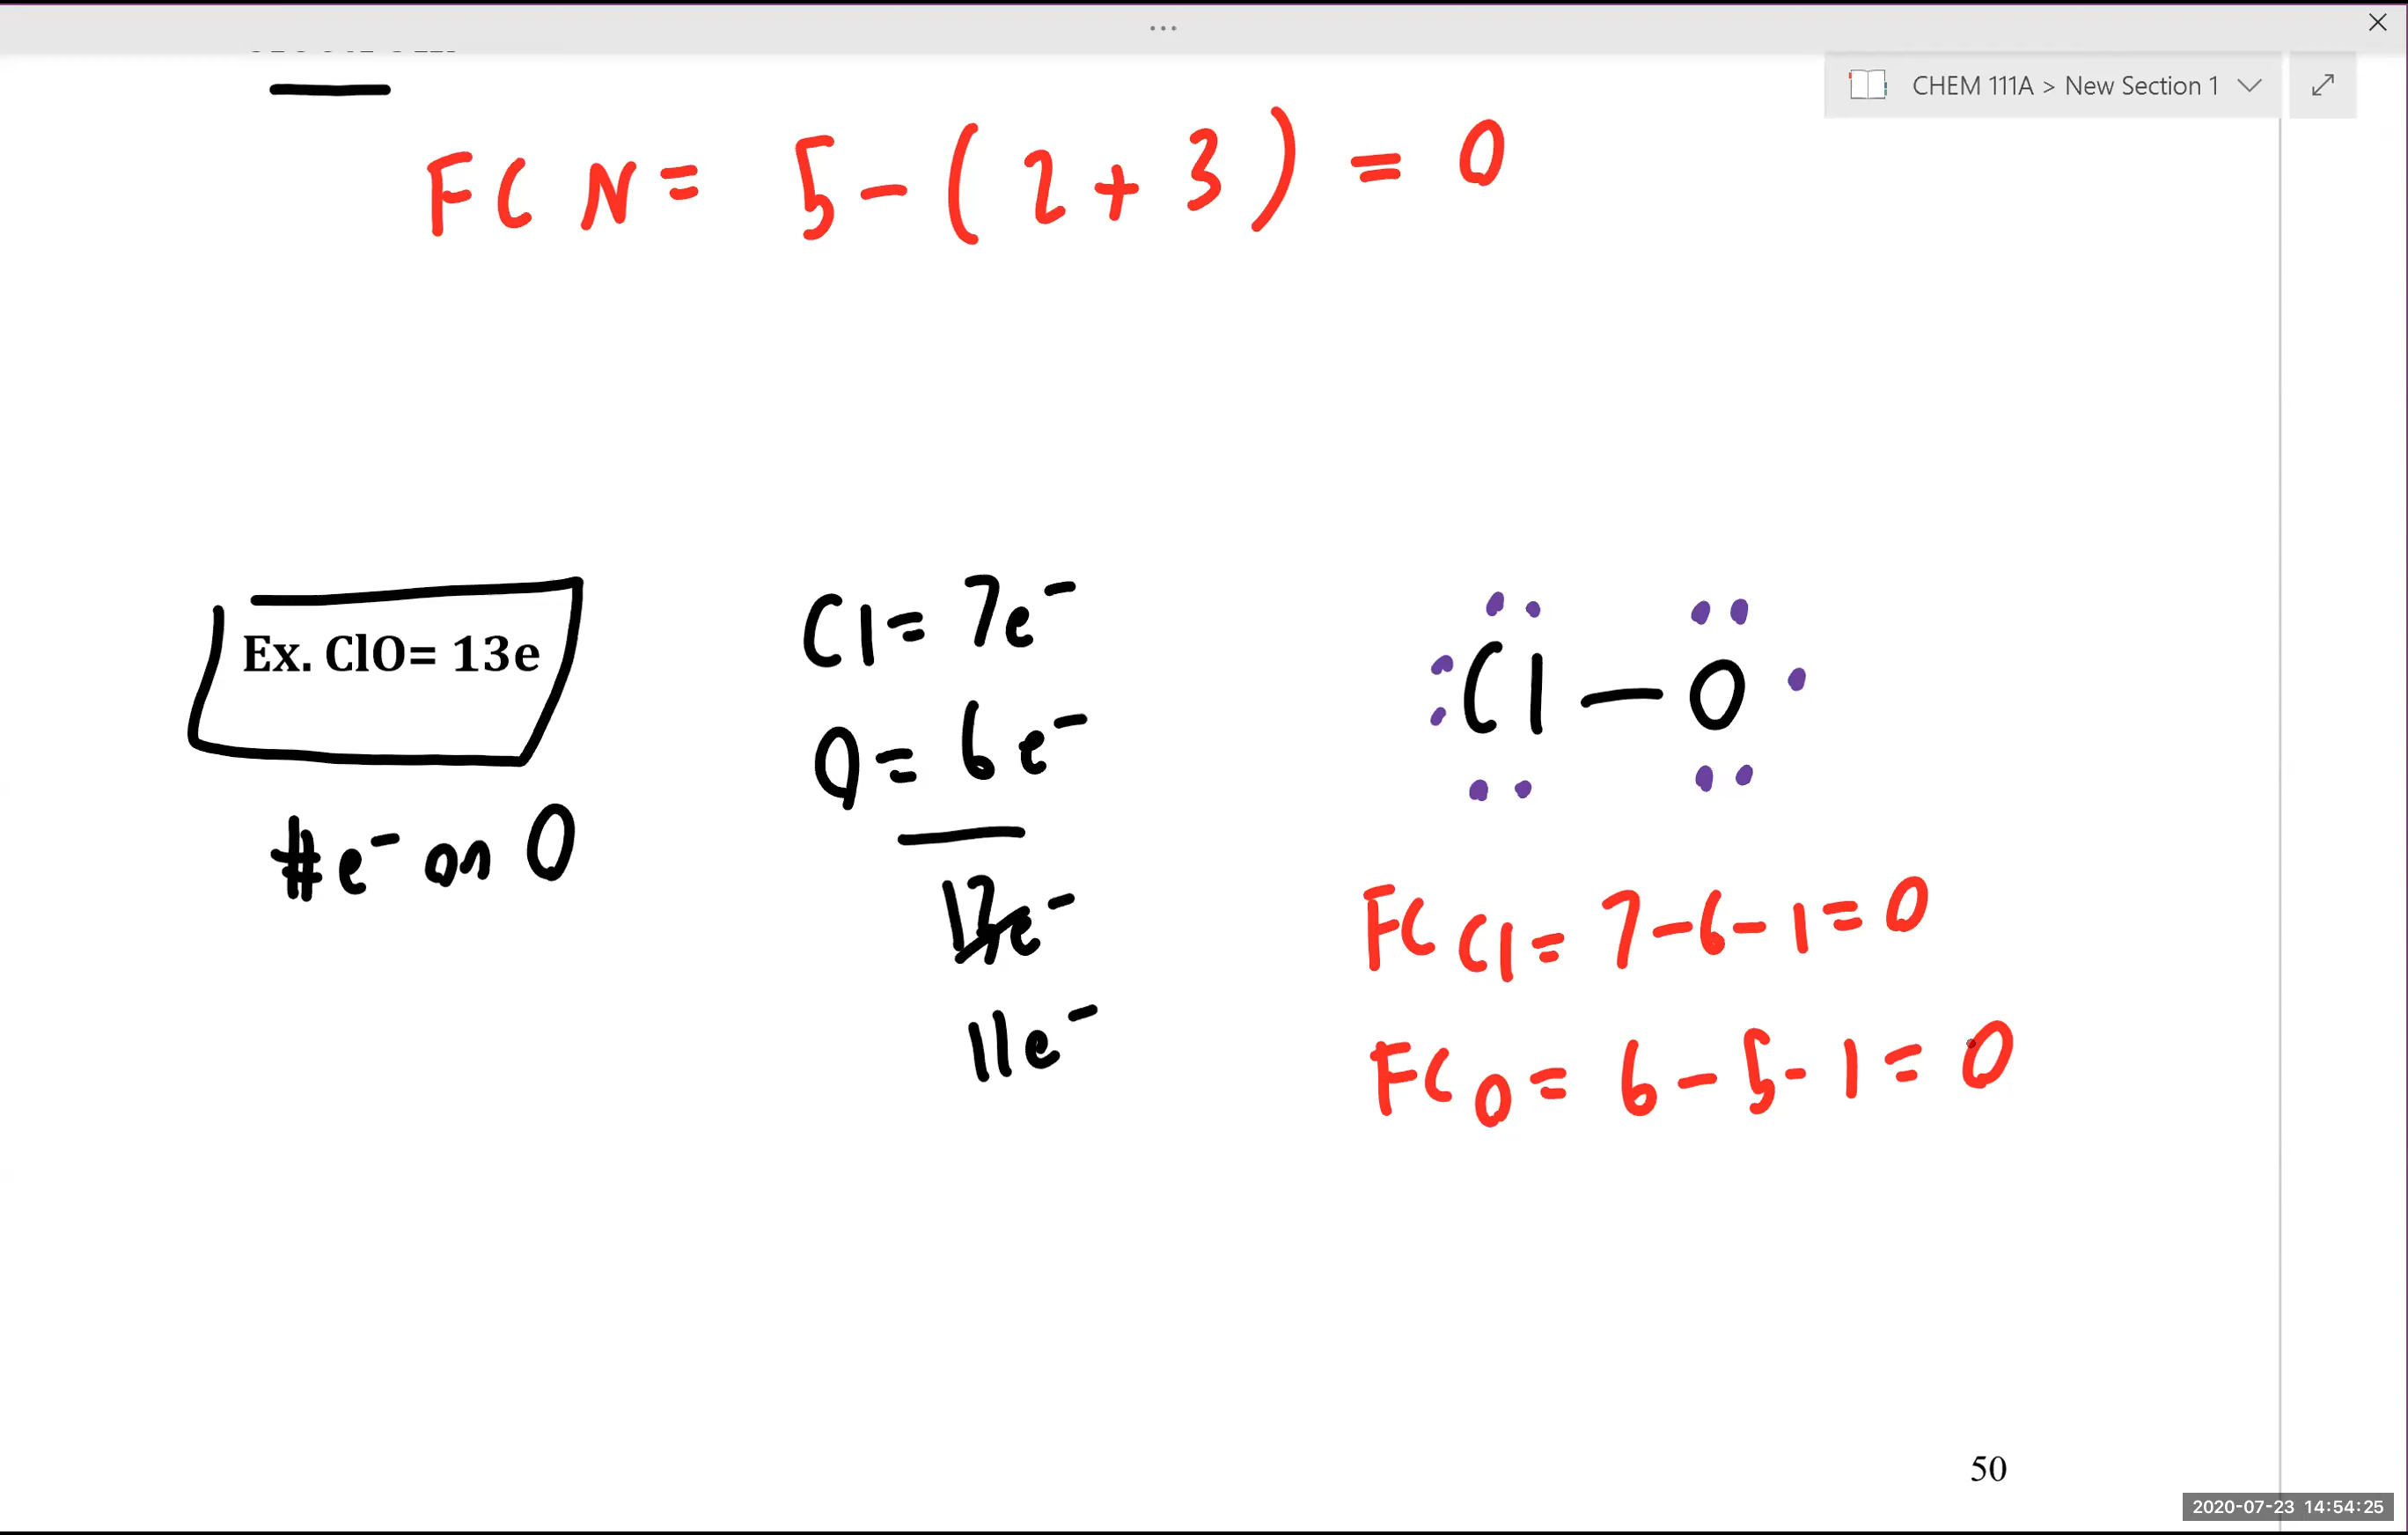 CHEM 111A > New Section 1
FC N = 5 - ( 2 + 3 ) = 0
Ex. ClO= 13e
Cl = 7e⁻
O = 6e⁻
13e⁻
11e⁻
#e⁻ on O
Cl — O
FC Cl = 7 - 6 - 1 = 0
FC O = 6 - 5 - 1 = 0
50
2020-07-23 14:54:25